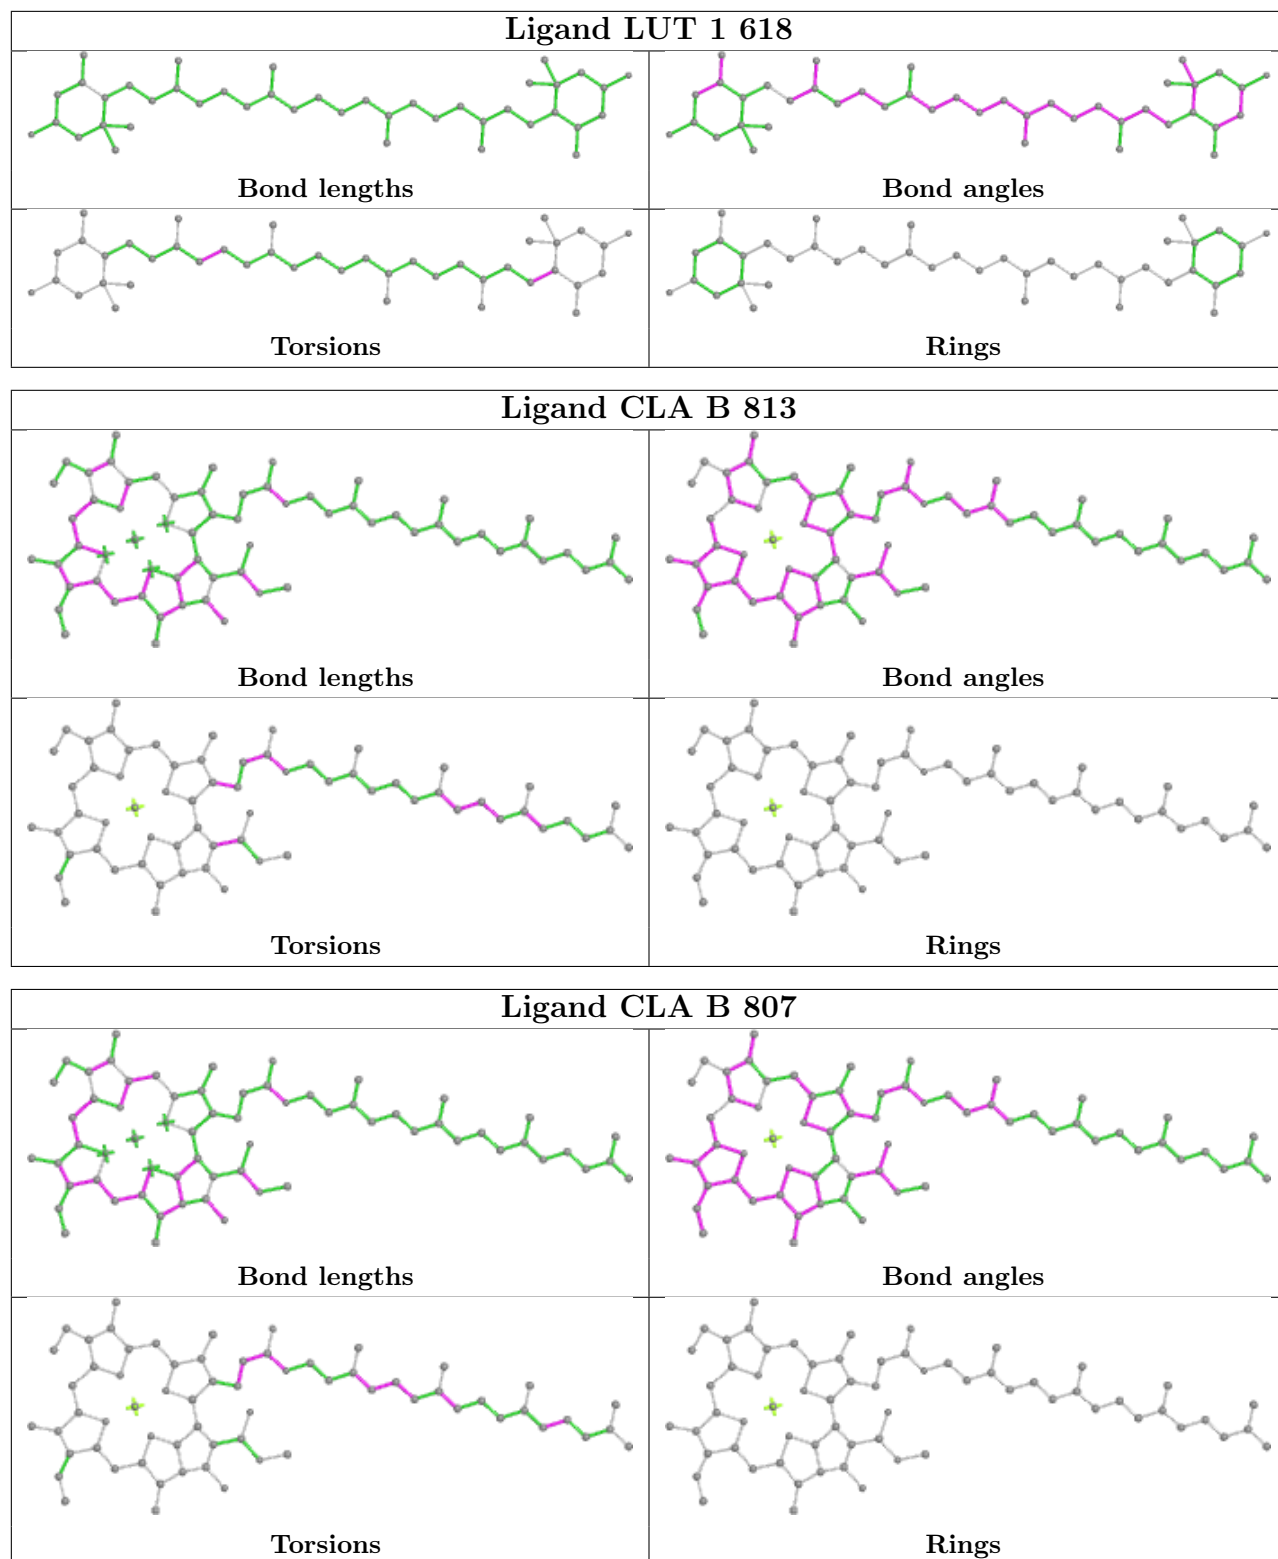 Ligand LUT 1 618
Bond lengths
Bond angles
Torsions
Rings
Ligand CLA B 813
Bond lengths
Bond angles
Torsions
Rings
Ligand CLA B 807
Bond lengths
Bond angles
Torsions
Rings